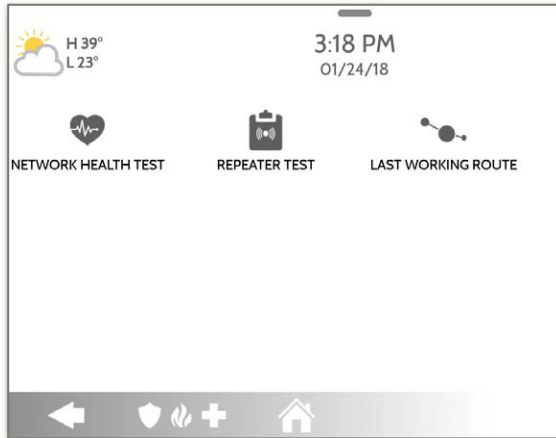 H 39°
L 23°
3:18 PM
01/24/18
NETWORK HEALTH TEST
REPEATER TEST
LAST WORKING ROUTE